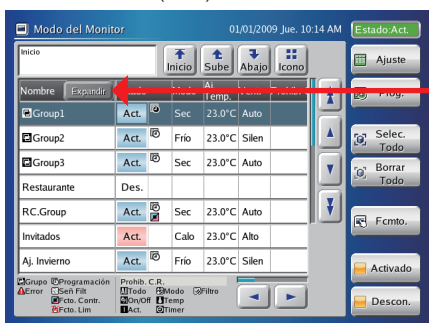 Modo del Monitor 01/01/2009 Jue. 10:14 AM Estado:Act.
Inicio
Inicio Sube Abajo Icono
Ajuste
Nombre Expandir Modo Aj. Temp.
Prog.
Group1 Act. Sec 23.0°C Auto
Group2 Act. Frío 23.0°C Silen
Selec. Todo
Group3 Act. Sec 23.0°C Auto
Borrar Todo
Restaurante Des.
R.C.Group Act. Sec 23.0°C Auto
Fcmto.
Invitados Act. Calo 23.0°C Alto
Aj. Invierno Act. Frío 23.0°C Silen
Activado
Grupo Programación Prohib. C.R.
Error Señ Filt Todo Modo Filtro
Fcto. Contr. On/Off Temp
Fcto. Lim Act. Timer
Descon.